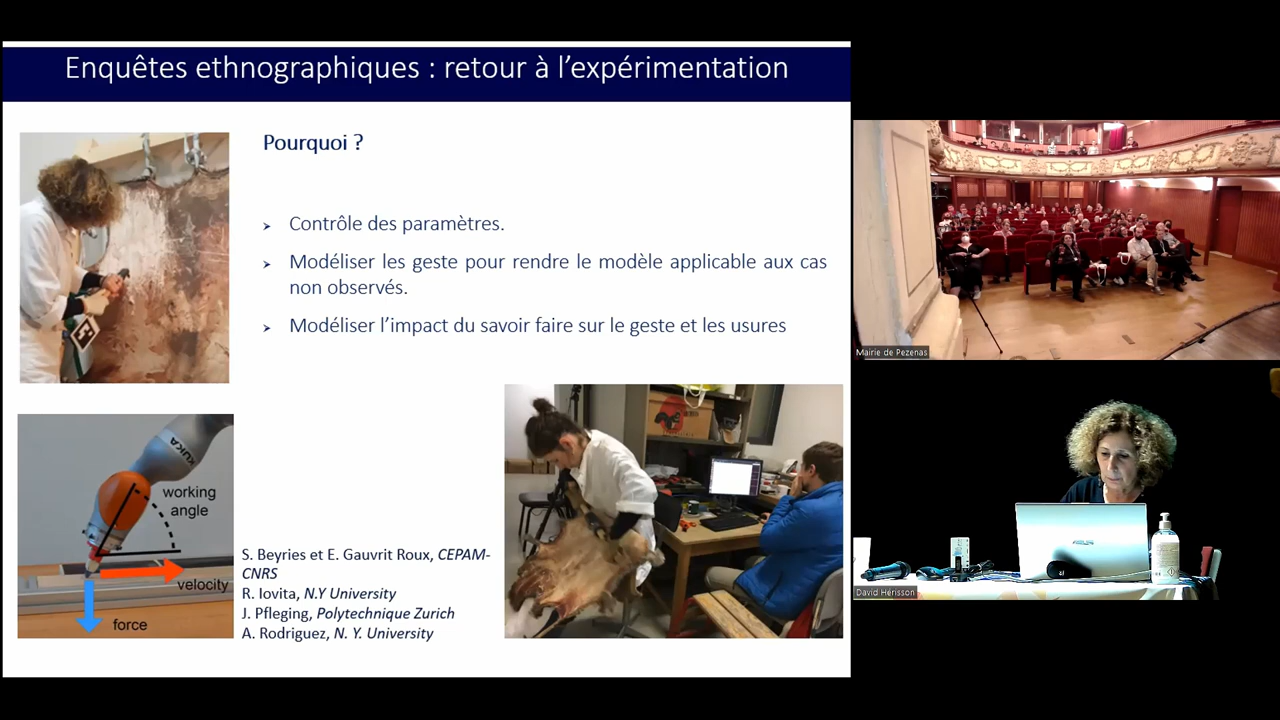 Enquêtes ethnographiques : retour à l’expérimentation
Pourquoi ?
➢ Contrôle des paramètres.
➢ Modéliser les geste pour rendre le modèle applicable aux cas
non observés.
➢ Modéliser l’impact du savoir faire sur le geste et les usures
KUKA
working
angle
velocity
force
S. Beyries et E. Gauvrit Roux, CEPAM-
CNRS
R. Iovita, N.Y University
J. Pfleging, Polytechnique Zurich
A. Rodriguez, N. Y. University
Mairie de Pezenas
ASUS
David Hérisson